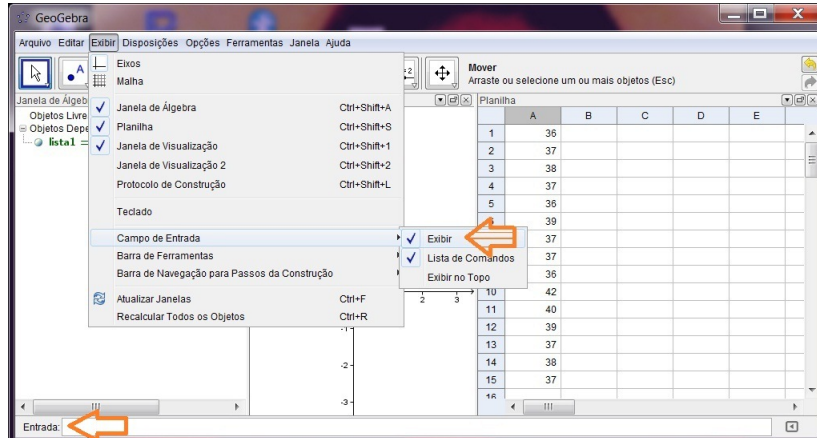 GeoGebra
Arquivo Editar Exibir Disposições Opções Ferramentas Janela Ajuda
Mover
Arraste ou selecione um ou mais objetos (Esc)
Eixos
Malha
Janela de Álgebra Ctrl+Shift+A
Planilha Ctrl+Shift+S
Janela de Visualização Ctrl+Shift+1
Janela de Visualização 2 Ctrl+Shift+2
Protocolo de Construção Ctrl+Shift+L
Teclado
Campo de Entrada
Barra de Ferramentas
Barra de Navegação para Passos da Construção
Atualizar Janelas Ctrl+F
Recalcular Todos os Objetos Ctrl+R
Exibir
Lista de Comandos
Exibir no Topo
Janela de Álgeb
Objetos Livre
Objetos Depe
lista1 =
2 3
-1
-2
-3
Planilha
A B C D E
1 36
2 37
3 38
4 37
5 36
39
37
37
36
10 42
11 40
12 39
13 37
14 38
15 37
16
Entrada: